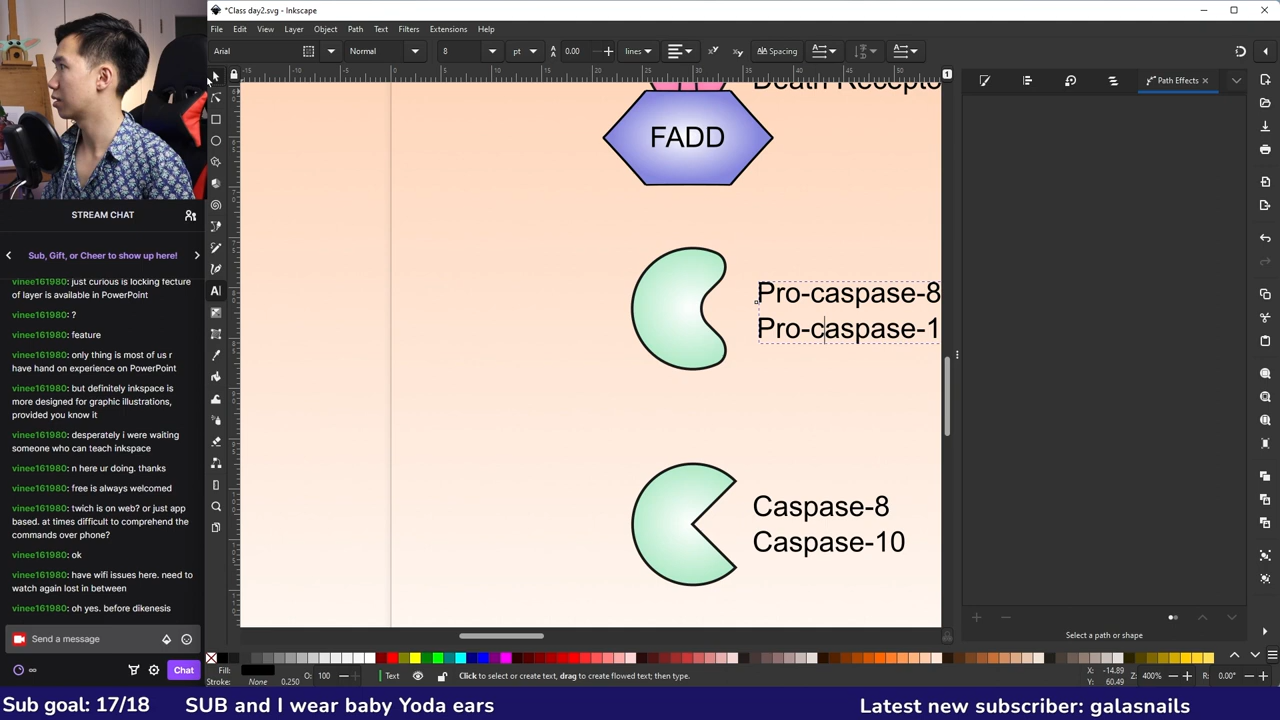 *Class day2.svg - Inkscape
File Edit View Layer Object Path Text Filters Extensions Help
Arial
Normal
8
pt
0.00
lines
Spacing
Path Effects
STREAM CHAT
Sub, Gift, or Cheer to show up here!
vinee161980: just curious is locking fecture
of layer is available in PowerPoint
vinee161980: ?
vinee161980: feature
vinee161980: only thing is most of us r
have hand on experience on PowerPoint
vinee161980: but definitely inkspace is
more designed for graphic illustrations,
provided you know it
vinee161980: desperately i were waiting
someone who can teach inkspace
vinee161980: n here ur doing. thanks
vinee161980: free is always welcomed
vinee161980: twich is on web? or just app
based. at times difficult to comprehend the
commands over phone?
vinee161980: ok
vinee161980: have wifi issues here. need to
watch again lost in between
vinee161980: oh yes. before dikenesis
Send a message
Chat
Death Recepto
FADD
Pro-caspase-8
Pro-caspase-1
Caspase-8
Caspase-10
Select a path or shape
Fill:
Stroke: None 0.250
O: 100
Text
Click to select or create text, drag to create flowed text; then type.
X: -14.89
Y: 60.49
Z: 400%
R: 0.00°
Sub goal: 17/18
SUB and I wear baby Yoda ears
Latest new subscriber: galasnails